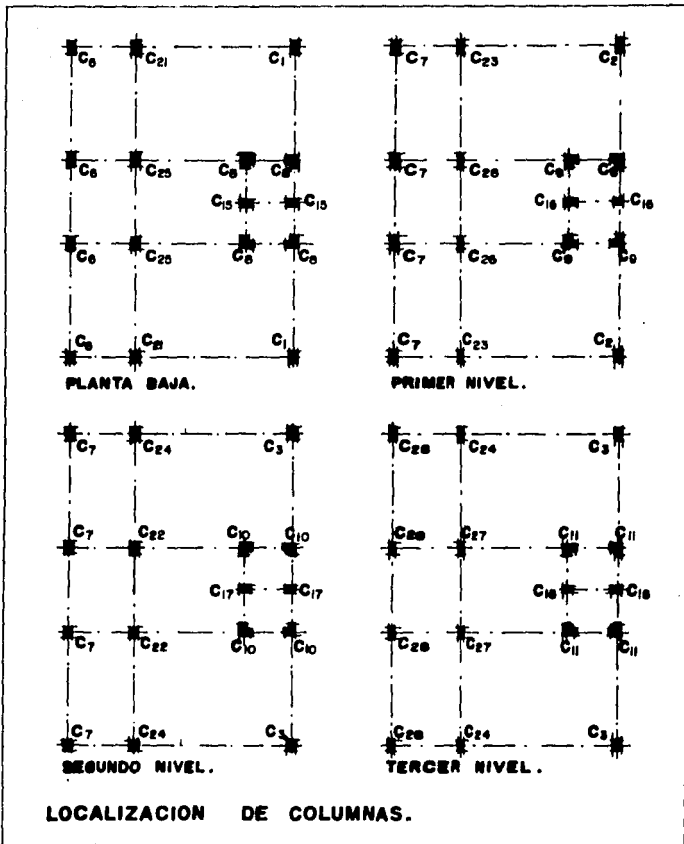 C6 C21 C1
C6 C25 C8 C8
C15 C15
C6 C25 C8 C8
C6 C21 C1
PLANTA BAJA.
C7 C23 C2
C7 C26 C9 C9
C16 C16
C7 C26 C9 C9
C7 C23 C2
PRIMER NIVEL.
C7 C24 C3
C7 C22 C10 C10
C17 C17
C7 C22 C10 C10
C7 C24 C3
SEGUNDO NIVEL.
C28 C24 C3
C28 C27 C11 C11
C18 C18
C28 C27 C11 C11
C28 C24 C3
TERCER NIVEL.
LOCALIZACION DE COLUMNAS.